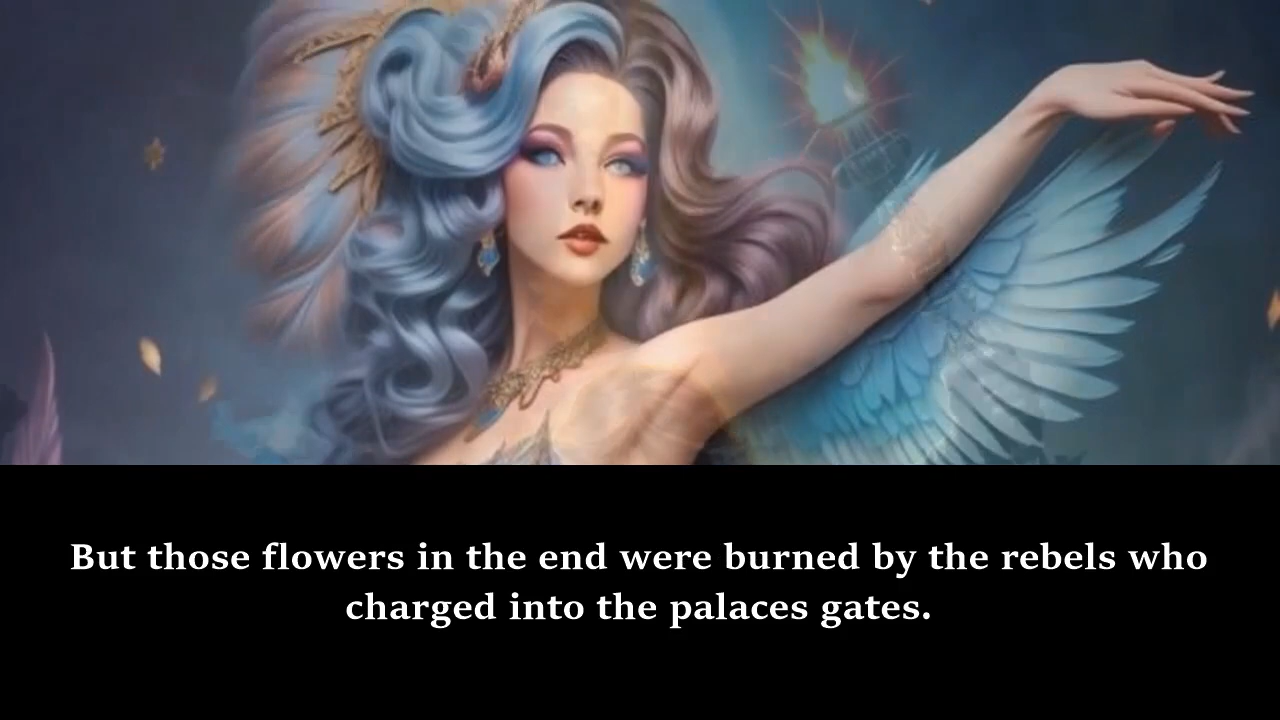 But those flowers in the end were burned by the rebels who
charged into the palaces gates.